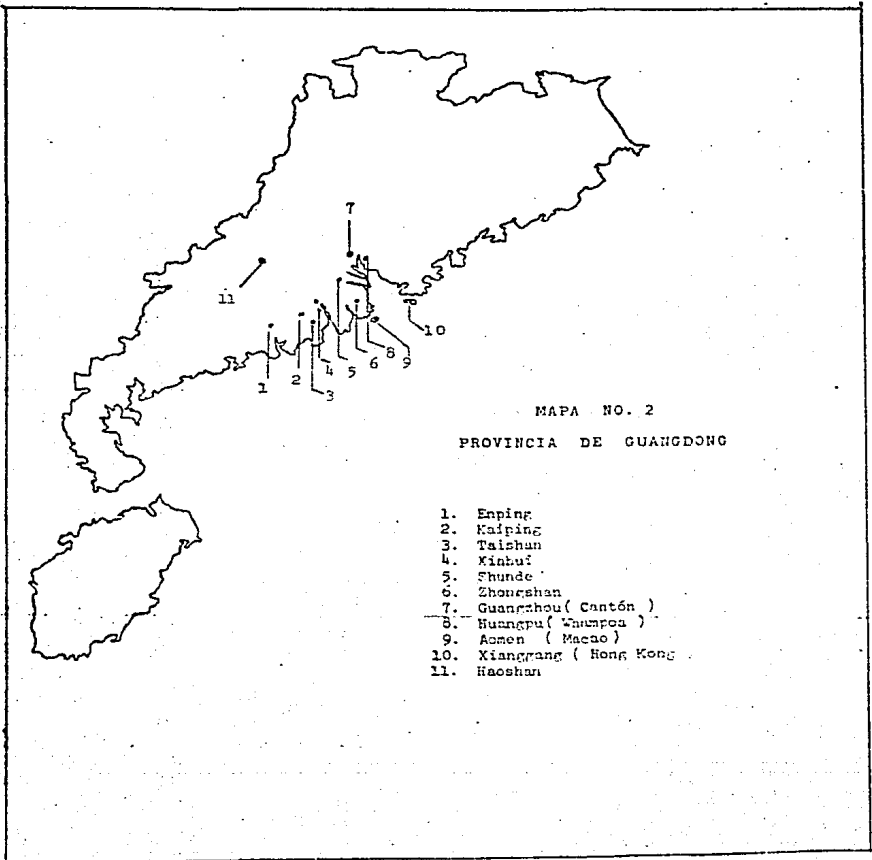 7
11
10
9
8
6
5
4
3
2
1
MAPA NO. 2
PROVINCIA DE GUANGDONG
1. Enping
2. Kaiping
3. Taishan
4. Xinhui
5. Shunde
6. Zhongshan
7. Guangzhou( Cantón )
8. Huangpu( Whampoa )
9. Aomen ( Macao )
10. Xianggang ( Hong Kong
11. Haoshan